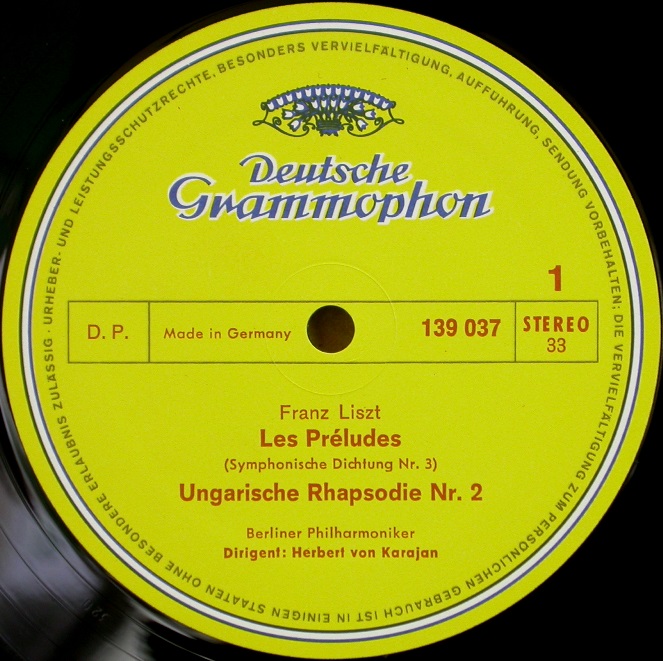 URHEBER- UND LEISTUNGSSCHUTZRECHTE, BESONDERS VERVIELFÄLTIGUNG, AUFFÜHRUNG, SENDUNG VORBEHALTEN; DIE VERVIELFÄLTIGUNG ZUM PERSÖNLICHEN GEBRAUCH IST IN EINIGEN STAATEN OHNE BESONDERE ERLAUBNIS ZULÄSSIG ·
Deutsche
Grammophon
1
D. P. Made in Germany 139 037 STEREO
33
Franz Liszt
Les Préludes
(Symphonische Dichtung Nr. 3)
Ungarische Rhapsodie Nr. 2
Berliner Philharmoniker
Dirigent: Herbert von Karajan